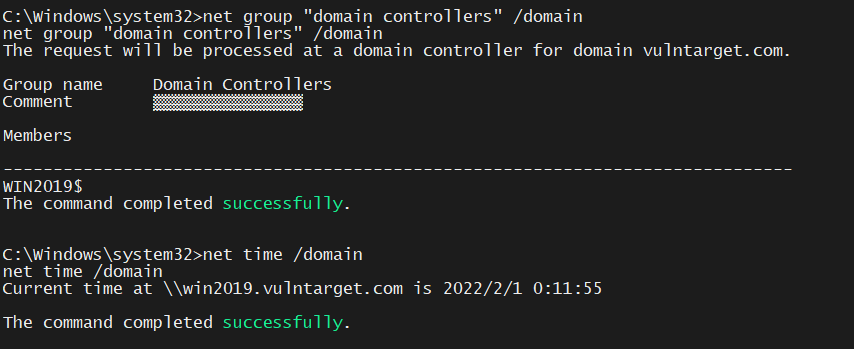 C:\Windows\system32>net group "domain controllers" /domain
net group "domain controllers" /domain
The request will be processed at a domain controller for domain vulntarget.com.
Group name     Domain Controllers
Comment        ▒▒▒▒▒▒▒▒▒▒▒▒▒▒▒
Members
-------------------------------------------------------------------------------
WIN2019$
The command completed successfully.
C:\Windows\system32>net time /domain
net time /domain
Current time at \\win2019.vulntarget.com is 2022/2/1 0:11:55
The command completed successfully.